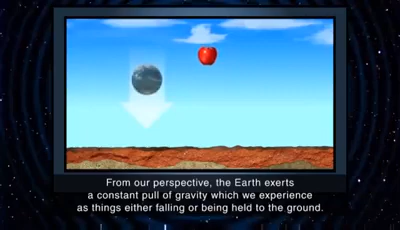 From our perspective, the Earth exerts
a constant pull of gravity which we experience
as things either falling or being held to the ground.